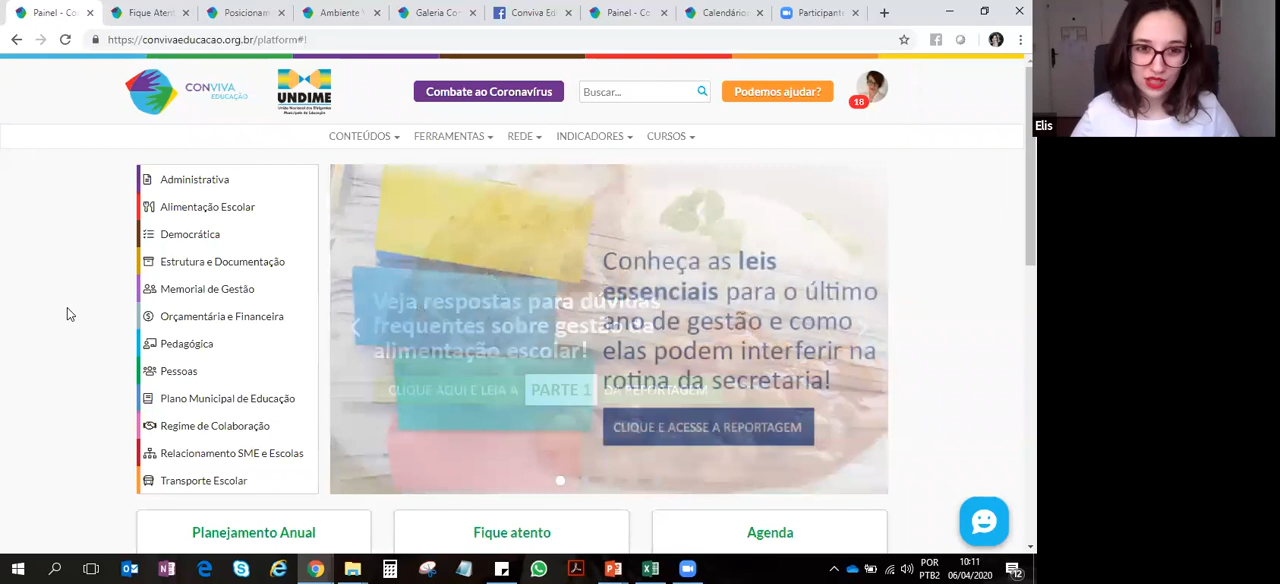 Painel - Co
Fique Aten
Posicionam
Ambiente V
Galeria Co
Conviva Ed
Painel - Co
Calendário
Participant
https://convivaeducacao.org.br/platform#!
CONVIVA
EDUCAÇÃO
UNDIME
Combate ao Coronavírus
Buscar...
Podemos ajudar?
18
CONTEÚDOS
FERRAMENTAS
REDE
INDICADORES
CURSOS
Administrativa
Alimentação Escolar
Democrática
Estrutura e Documentação
Memorial de Gestão
Orçamentária e Financeira
Pedagógica
Pessoas
Plano Municipal de Educação
Regime de Colaboração
Relacionamento SME e Escolas
Transporte Escolar
Veja respostas para dúvidas
frequentes sobre gestão da
alimentação escolar!
CLIQUE AQUI E LEIA A PARTE 1 DA REPORTAGEM
Conheça as leis
essenciais para o último
ano de gestão e como
elas podem interferir na
rotina da secretaria!
CLIQUE E ACESSE A REPORTAGEM
Planejamento Anual
Fique atento
Agenda
Elis
POR
PTB2
10:11
06/04/2020
12